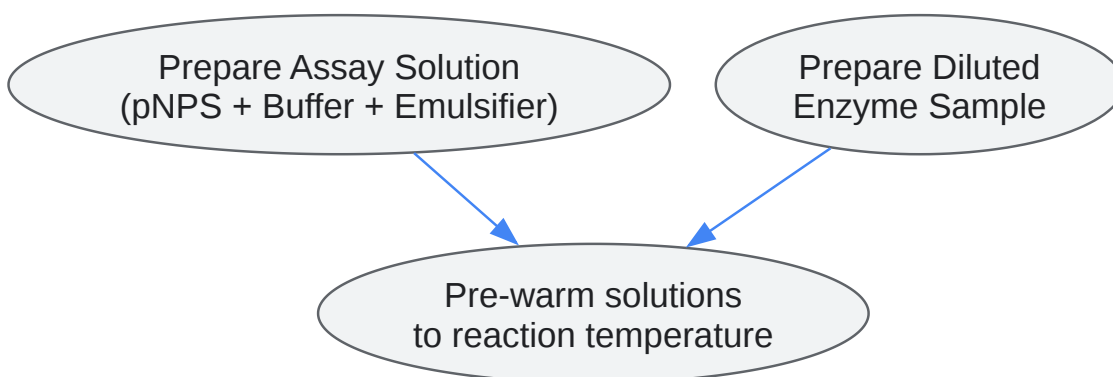 Prepare Assay Solution
(pNPS + Buffer + Emulsifier)
Prepare Diluted
Enzyme Sample
Pre-warm solutions
to reaction temperature